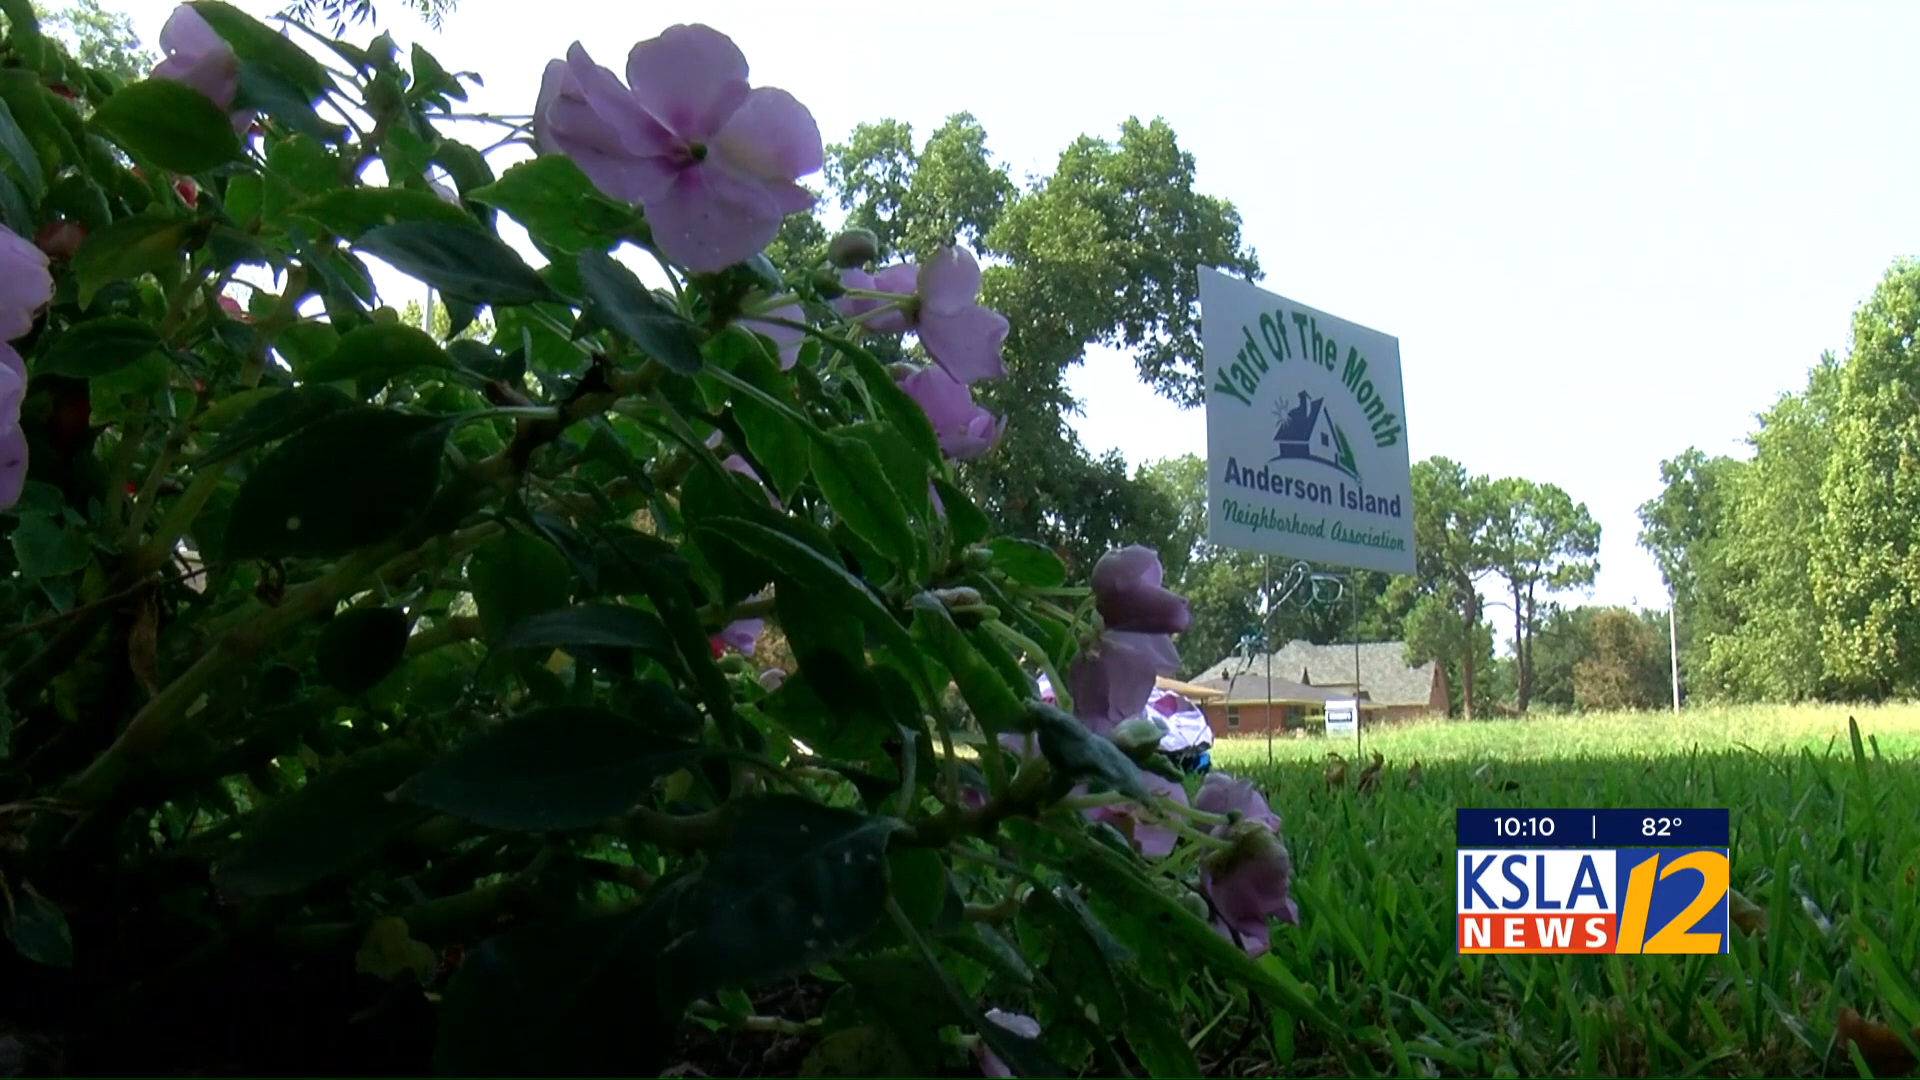 Yard Of The Month
Anderson Island
Neighborhood Association
10:10 | 82°
KSLA 12
NEWS